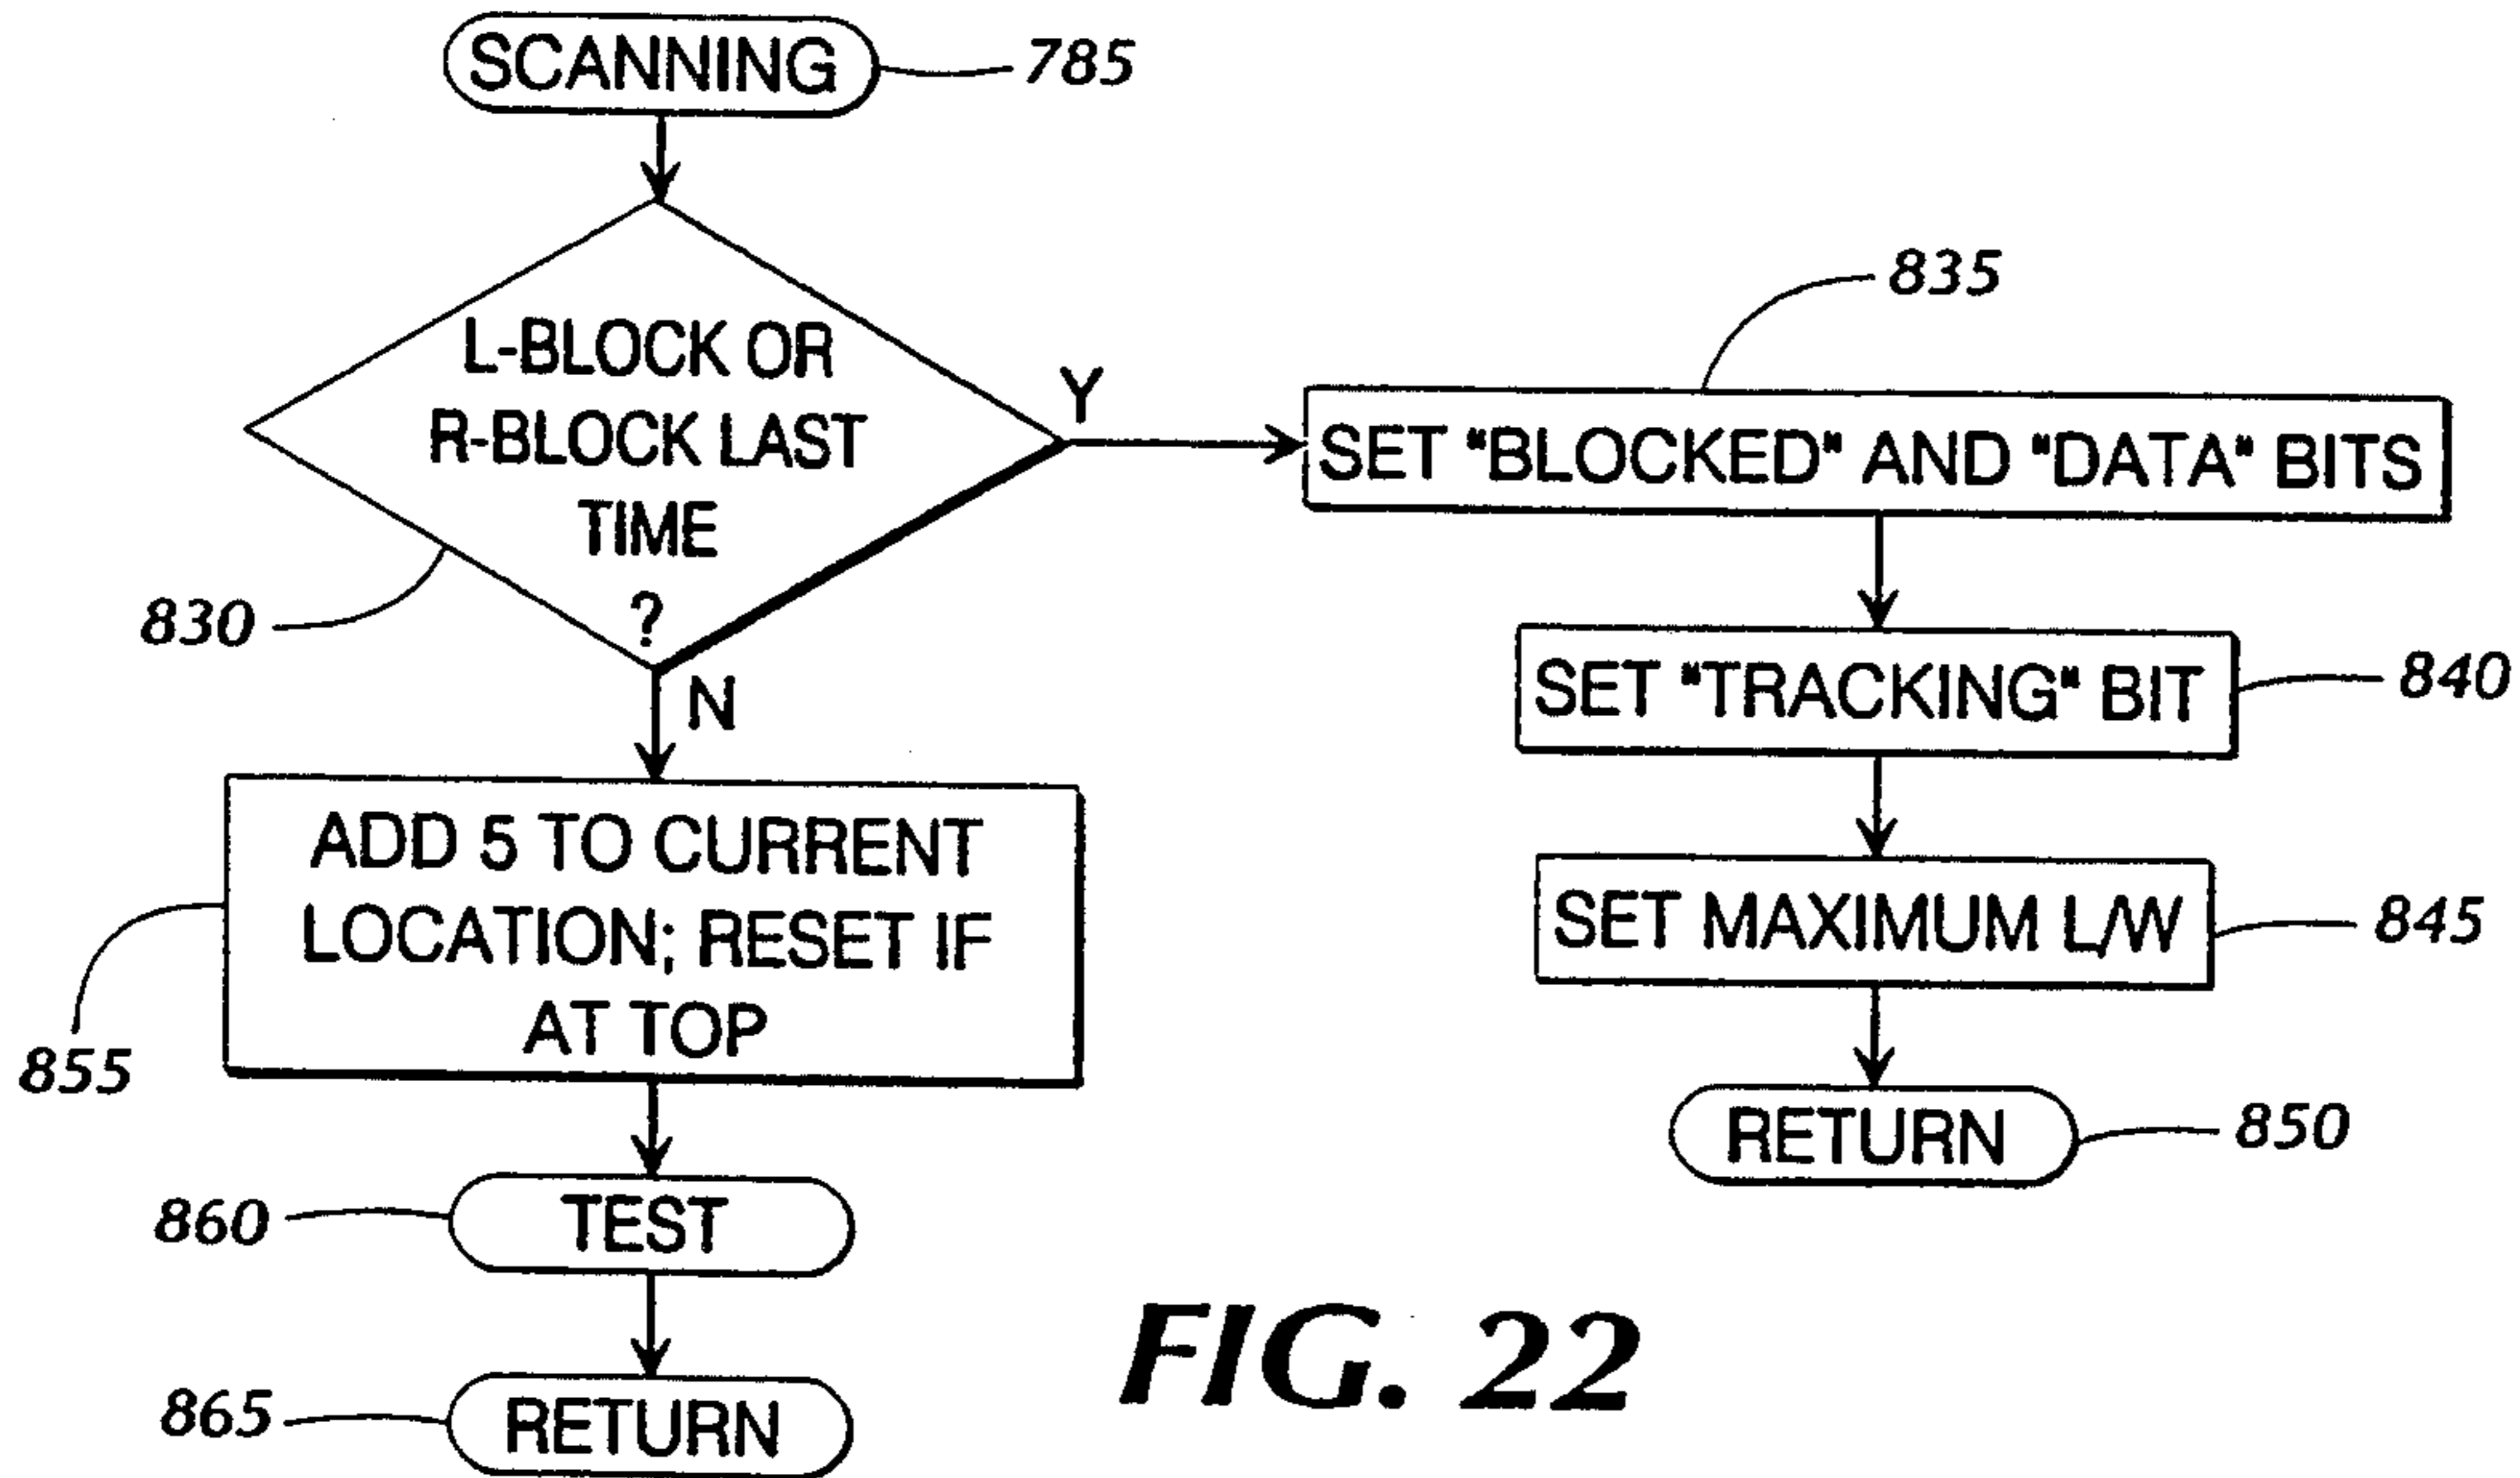 SCANNING
785
L-BLOCK OR
R-BLOCK LAST
TIME
?
830
Y
N
835
SET "BLOCKED" AND "DATA" BITS
SET "TRACKING" BIT
840
SET MAXIMUM L/W
845
RETURN
850
ADD 5 TO CURRENT
LOCATION; RESET IF
AT TOP
855
860
TEST
865
RETURN
FIG. 22